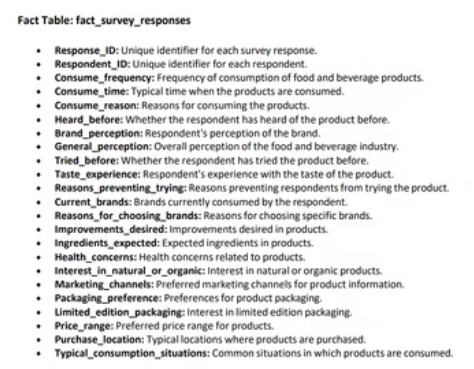 Fact Table: fact_survey_responses
• Response_ID: Unique identifier for each survey response.
• Respondent_ID: Unique identifier for each respondent.
• Consume_frequency: Frequency of consumption of food and beverage products.
• Consume_time: Typical time when the products are consumed.
• Consume_reason: Reasons for consuming the products.
• Heard_before: Whether the respondent has heard of the product before.
• Brand_perception: Respondent's perception of the brand.
• General_perception: Overall perception of the food and beverage industry.
• Tried_before: Whether the respondent has tried the product before.
• Taste_experience: Respondent's experience with the taste of the product.
• Reasons_preventing_trying: Reasons preventing respondents from trying the product.
• Current_brands: Brands currently consumed by the respondent.
• Reasons_for_choosing_brands: Reasons for choosing specific brands.
• Improvements_desired: Improvements desired in products.
• Ingredients_expected: Expected ingredients in products.
• Health_concerns: Health concerns related to products.
• Interest_in_natural_or_organic: Interest in natural or organic products.
• Marketing_channels: Preferred marketing channels for product information.
• Packaging_preference: Preferences for product packaging.
• Limited_edition_packaging: Interest in limited edition packaging.
• Price_range: Preferred price range for products.
• Purchase_location: Typical locations where products are purchased.
• Typical_consumption_situations: Common situations in which products are consumed.